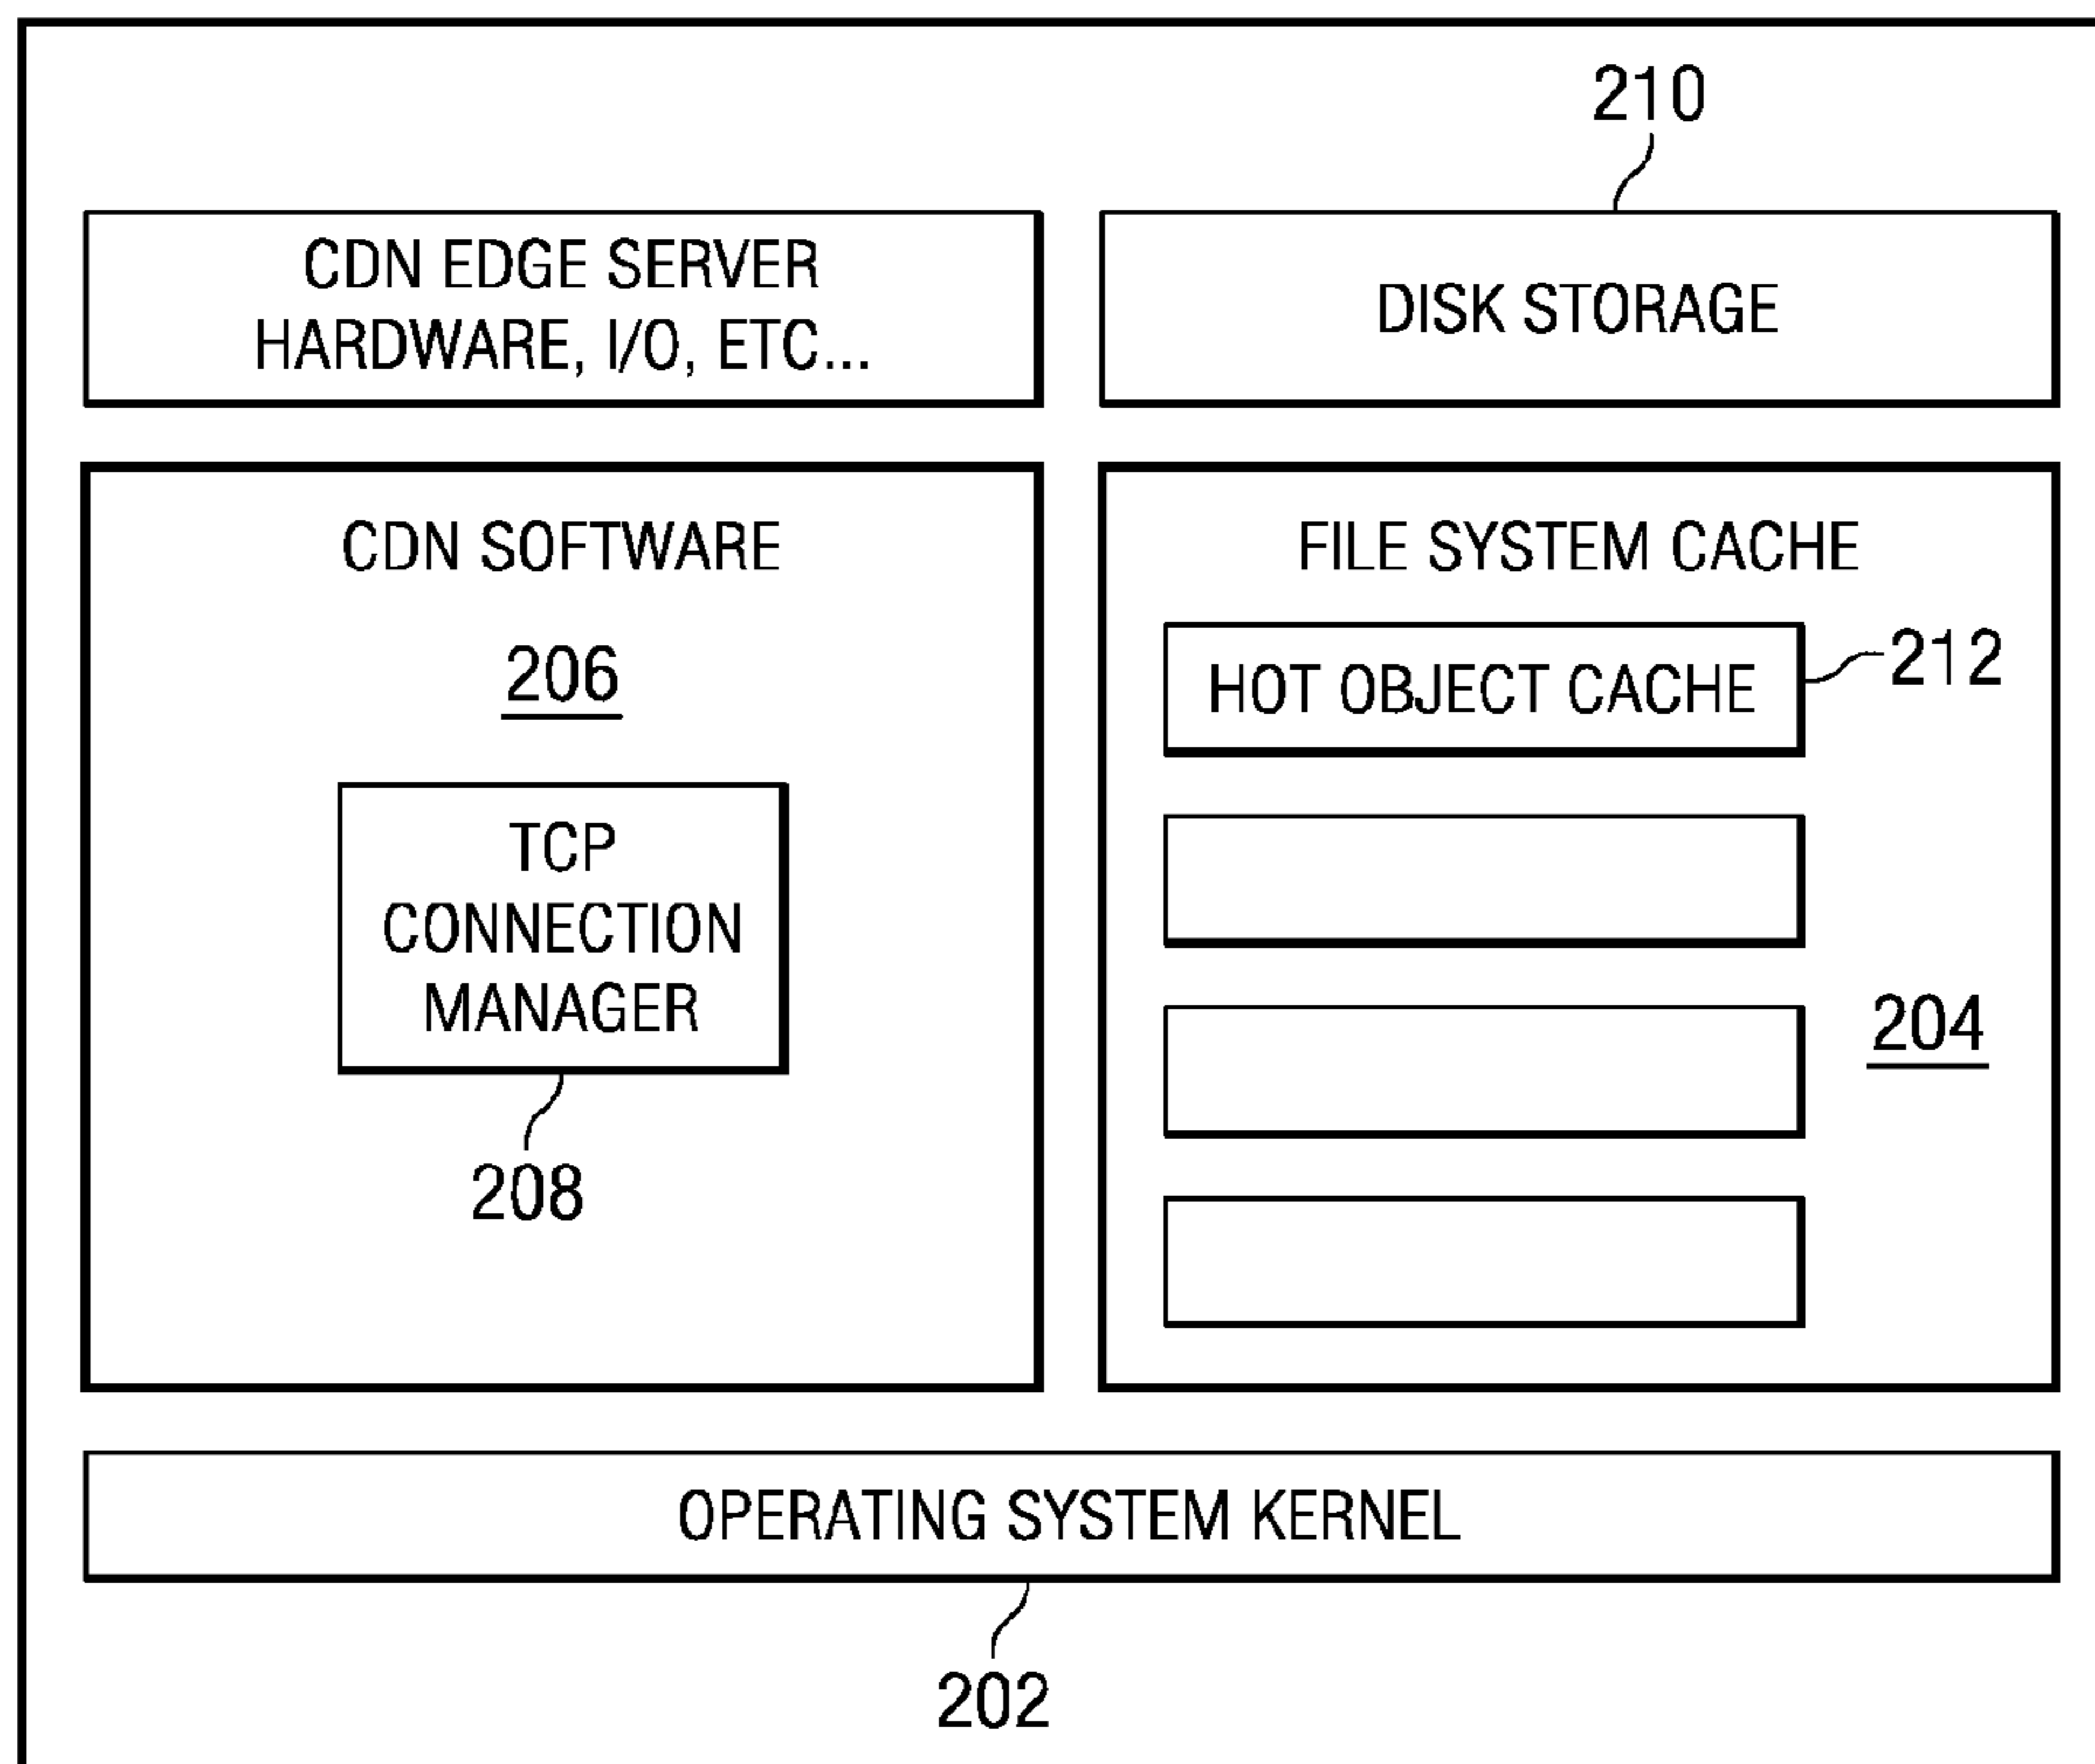 210
CDN EDGE SERVER
HARDWARE, I/O, ETC...
DISK STORAGE
CDN SOFTWARE
206
TCP
CONNECTION
MANAGER
208
FILE SYSTEM CACHE
HOT OBJECT CACHE
212
204
OPERATING SYSTEM KERNEL
202